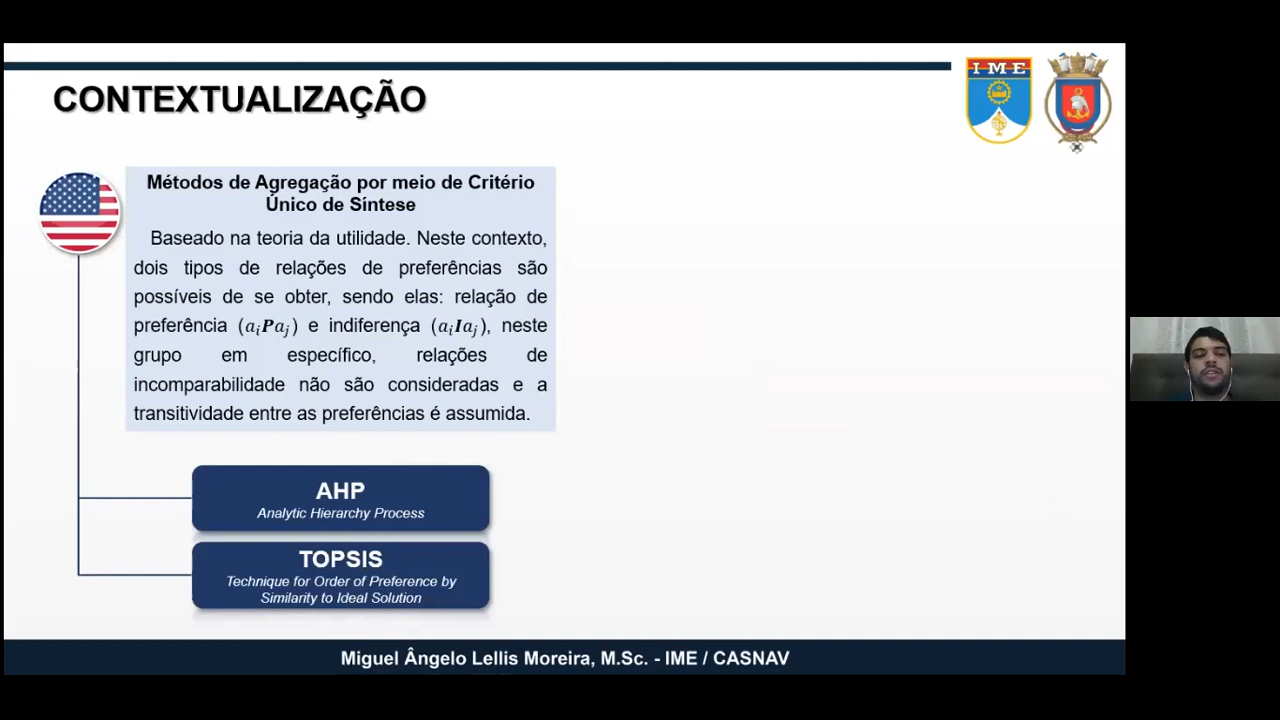 CONTEXTUALIZAÇÃO
IME
Métodos de Agregação por meio de Critério
Único de Síntese
Baseado na teoria da utilidade. Neste contexto,
dois tipos de relações de preferências são
possíveis de se obter, sendo elas: relação de
preferência (aᵢPaⱼ) e indiferença (aᵢIaⱼ), neste
grupo em específico, relações de
incomparabilidade não são consideradas e a
transitividade entre as preferências é assumida.
AHP
Analytic Hierarchy Process
TOPSIS
Technique for Order of Preference by
Similarity to Ideal Solution
Miguel Ângelo Lellis Moreira, M.Sc. - IME / CASNAV